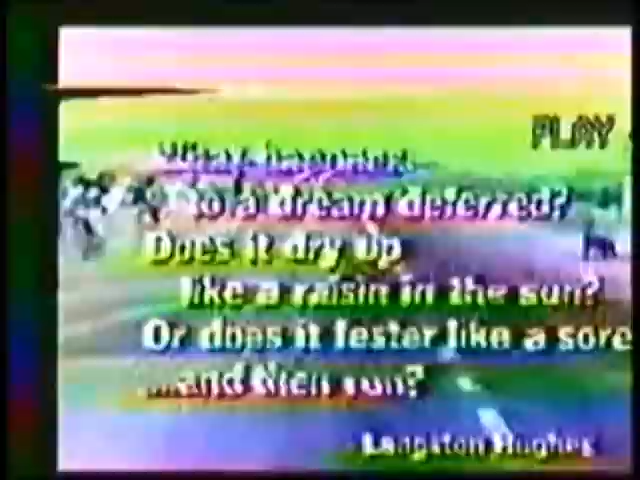 PLAY
What happens
to a dream deferred?
Does it dry up
like a raisin in the sun?
Or does it fester like a sore
...and then run?
Langston Hughes